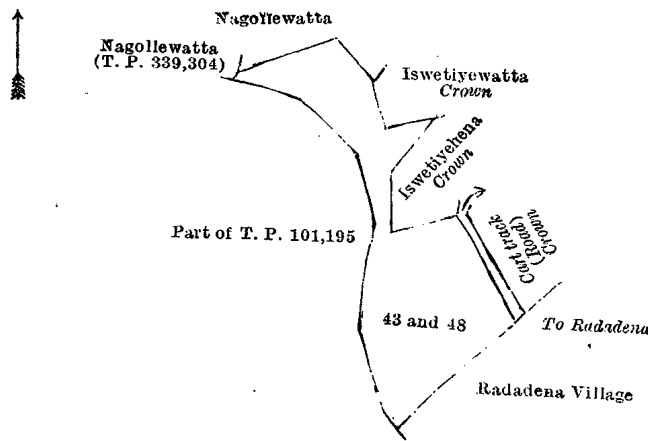 Nagollewatta
Nagollewatta
(T. P. 339,304)
Iswetiyewatta
Crown
Iswetiyehena
Crown
Part of T. P. 101,195
Cart track
(Road)
Crown
43 and 48
To Radadena
Radadena Village